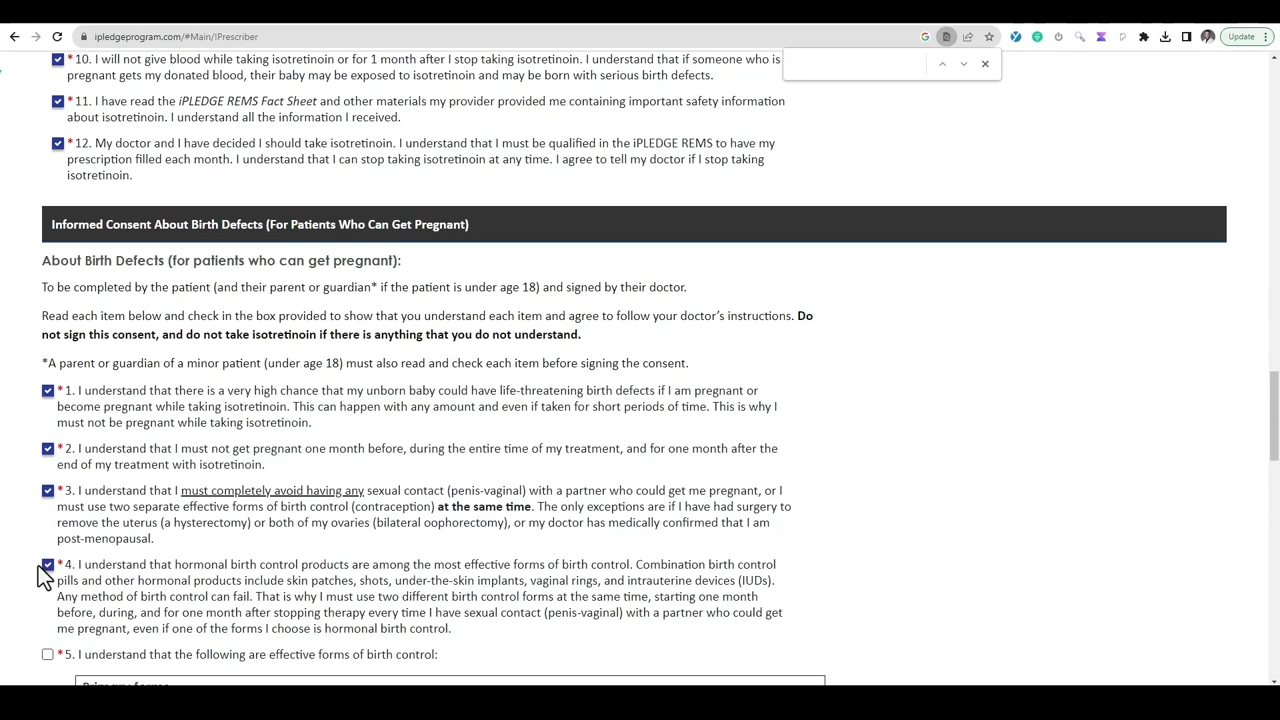 ipledgeprogram.com/#Main/IPrescriber
Update
*10. I will not give blood while taking isotretinoin or for 1 month after I stop taking isotretinoin. I understand that if someone who is
pregnant gets my donated blood, their baby may be exposed to isotretinoin and may be born with serious birth defects.
*11. I have read the iPLEDGE REMS Fact Sheet and other materials my provider provided me containing important safety information
about isotretinoin. I understand all the information I received.
*12. My doctor and I have decided I should take isotretinoin. I understand that I must be qualified in the iPLEDGE REMS to have my
prescription filled each month. I understand that I can stop taking isotretinoin at any time. I agree to tell my doctor if I stop taking
isotretinoin.
Informed Consent About Birth Defects (For Patients Who Can Get Pregnant)
About Birth Defects (for patients who can get pregnant):
To be completed by the patient (and their parent or guardian* if the patient is under age 18) and signed by their doctor.
Read each item below and check in the box provided to show that you understand each item and agree to follow your doctor's instructions. Do
not sign this consent, and do not take isotretinoin if there is anything that you do not understand.
*A parent or guardian of a minor patient (under age 18) must also read and check each item before signing the consent.
*1. I understand that there is a very high chance that my unborn baby could have life-threatening birth defects if I am pregnant or
become pregnant while taking isotretinoin. This can happen with any amount and even if taken for short periods of time. This is why I
must not be pregnant while taking isotretinoin.
*2. I understand that I must not get pregnant one month before, during the entire time of my treatment, and for one month after the
end of my treatment with isotretinoin.
*3. I understand that I must completely avoid having any sexual contact (penis-vaginal) with a partner who could get me pregnant, or I
must use two separate effective forms of birth control (contraception) at the same time. The only exceptions are if I have had surgery to
remove the uterus (a hysterectomy) or both of my ovaries (bilateral oophorectomy), or my doctor has medically confirmed that I am
post-menopausal.
*4. I understand that hormonal birth control products are among the most effective forms of birth control. Combination birth control
pills and other hormonal products include skin patches, shots, under-the-skin implants, vaginal rings, and intrauterine devices (IUDs).
Any method of birth control can fail. That is why I must use two different birth control forms at the same time, starting one month
before, during, and for one month after stopping therapy every time I have sexual contact (penis-vaginal) with a partner who could get
me pregnant, even if one of the forms I choose is hormonal birth control.
*5. I understand that the following are effective forms of birth control: